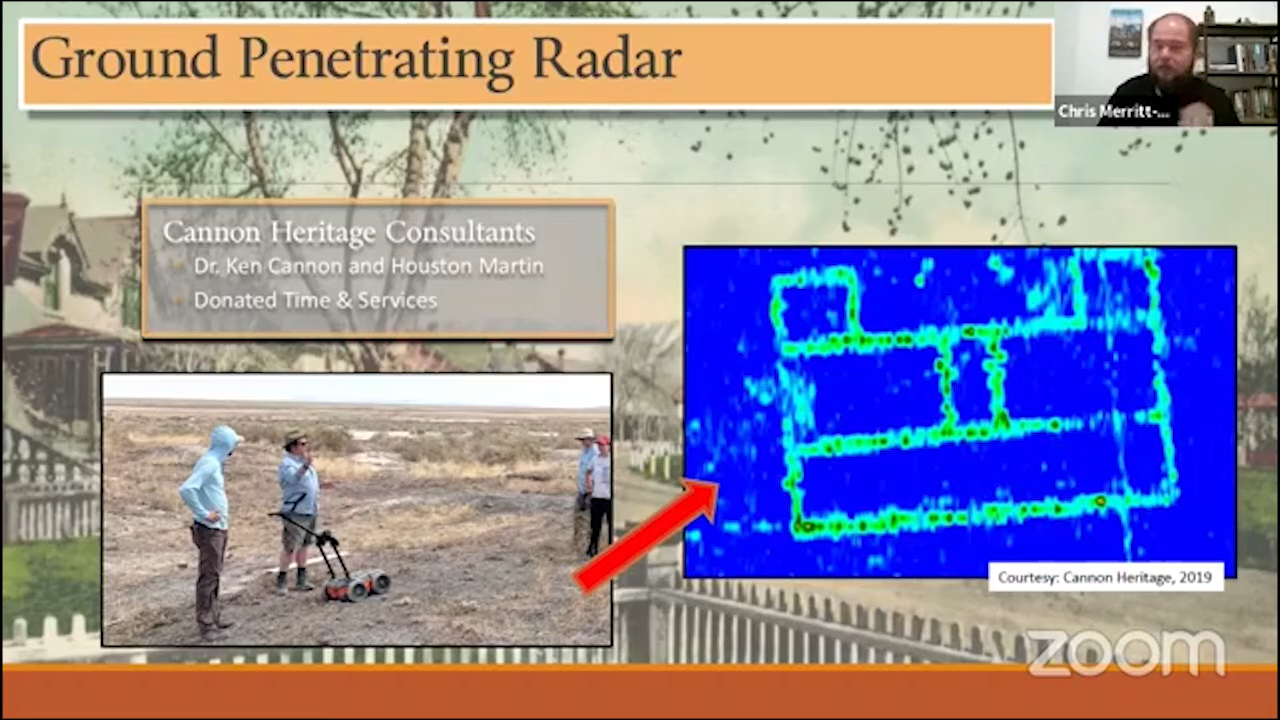 Ground Penetrating Radar
Chris Merritt-...
Cannon Heritage Consultants
Dr. Ken Cannon and Houston Martin
Donated Time & Services
Courtesy: Cannon Heritage, 2019
zoom